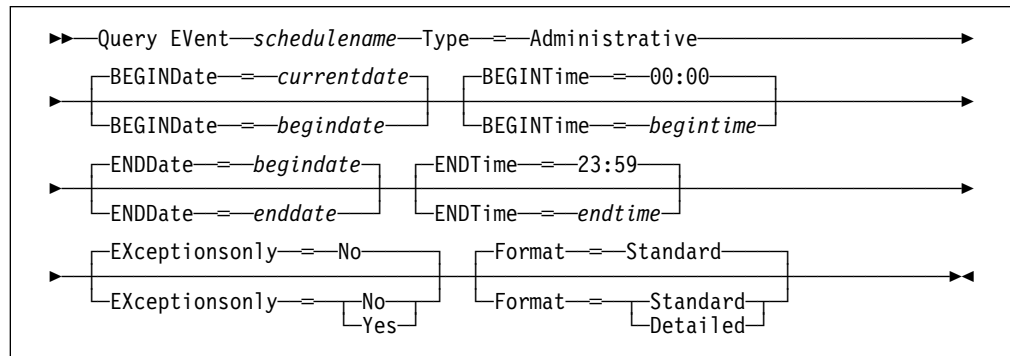 Query EVent schedulename Type = Administrative
BEGINDate = currentdate BEGINTime = 00:00
BEGINDate = begindate BEGINTime = begintime
ENDDate = begindate ENDTime = 23:59
ENDDate = enddate ENDTime = endtime
EXceptionsonly = No Format = Standard
EXceptionsonly = No Format = Standard
Yes Detailed